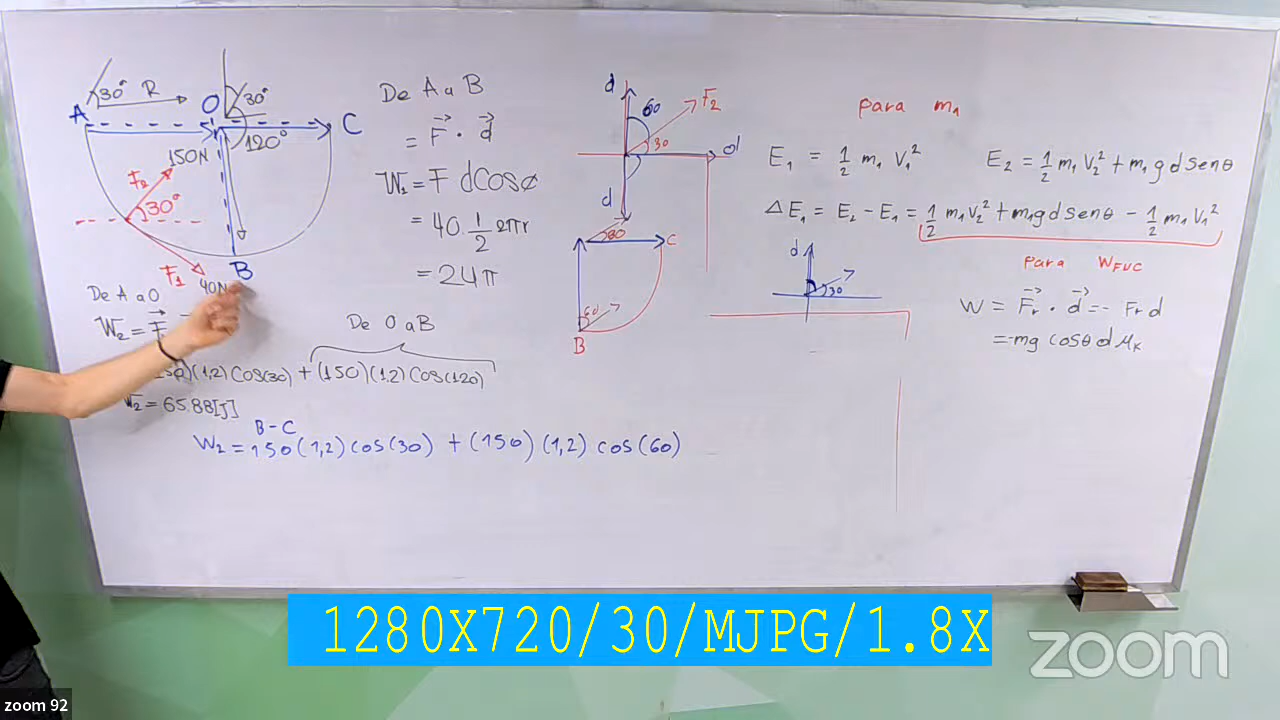 30° R
A O 30° C
120°
150N
F₂
30°
F₁
B
40N
De A a O
W₂ = F
(1,2) cos(30) + (150)(1,2) cos(120)
W₂ = 65.88[J]
De O a B
B - C
W₂ = 150(1,2) cos(30) + (150)(1,2) cos(60)
De A a B
= F · d
W₁ = F d cos
= 40. 1/2 2πr
= 24π
d
60 F₂
30
d
d
C
60
B
para m₁
E₁ = 1/2 m₁ v₁²
E₂ = 1/2 m₁ v₂² + m₁ g d senθ
ΔE₁ = E₂ - E₁ = 1/2 m₁ v₂² + m₁ g d senθ - 1/2 m₁ v₁²
d
30
para W
W = Fr · d = - Fr d
= -mg cosθ d μk
1280X720/30/MJPG/1.8X
zoom
zoom 92